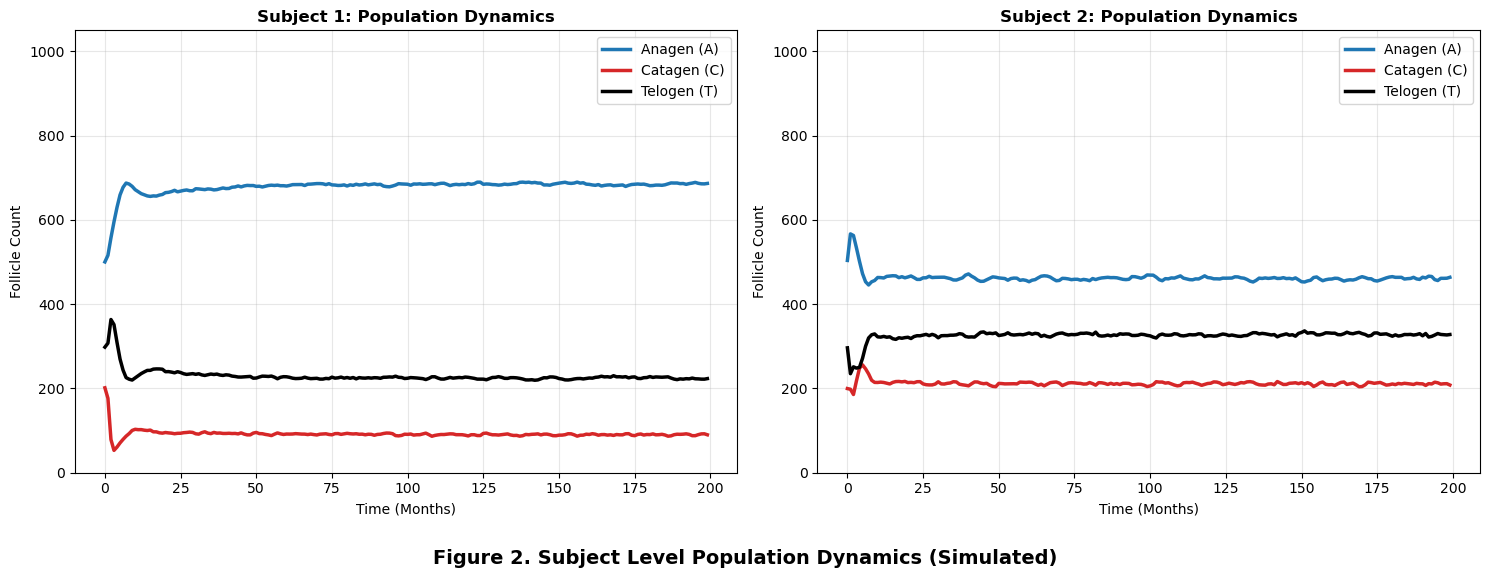 Subject 1: Population Dynamics
1000
800
600
400
200
0
Follicle Count
Anagen (A)
Catagen (C)
Telogen (T)
0 25 50 75 100 125 150 175 200
Time (Months)
Subject 2: Population Dynamics
1000
800
600
400
200
0
Follicle Count
Anagen (A)
Catagen (C)
Telogen (T)
0 25 50 75 100 125 150 175 200
Time (Months)
Figure 2. Subject Level Population Dynamics (Simulated)